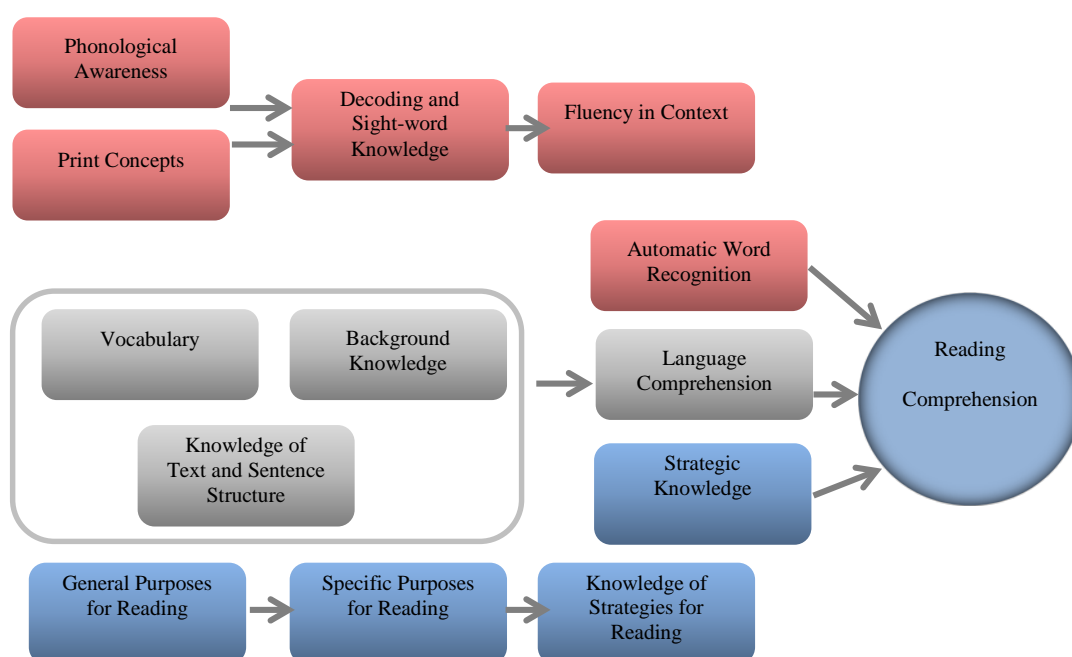 Phonological
Awareness
Print Concepts
Decoding and
Sight-word
Knowledge
Fluency in Context
Automatic Word
Recognition
Vocabulary
Background
Knowledge
Knowledge of
Text and Sentence
Structure
Language
Comprehension
Strategic
Knowledge
Reading
Comprehension
General Purposes
for Reading
Specific Purposes
for Reading
Knowledge of
Strategies for
Reading